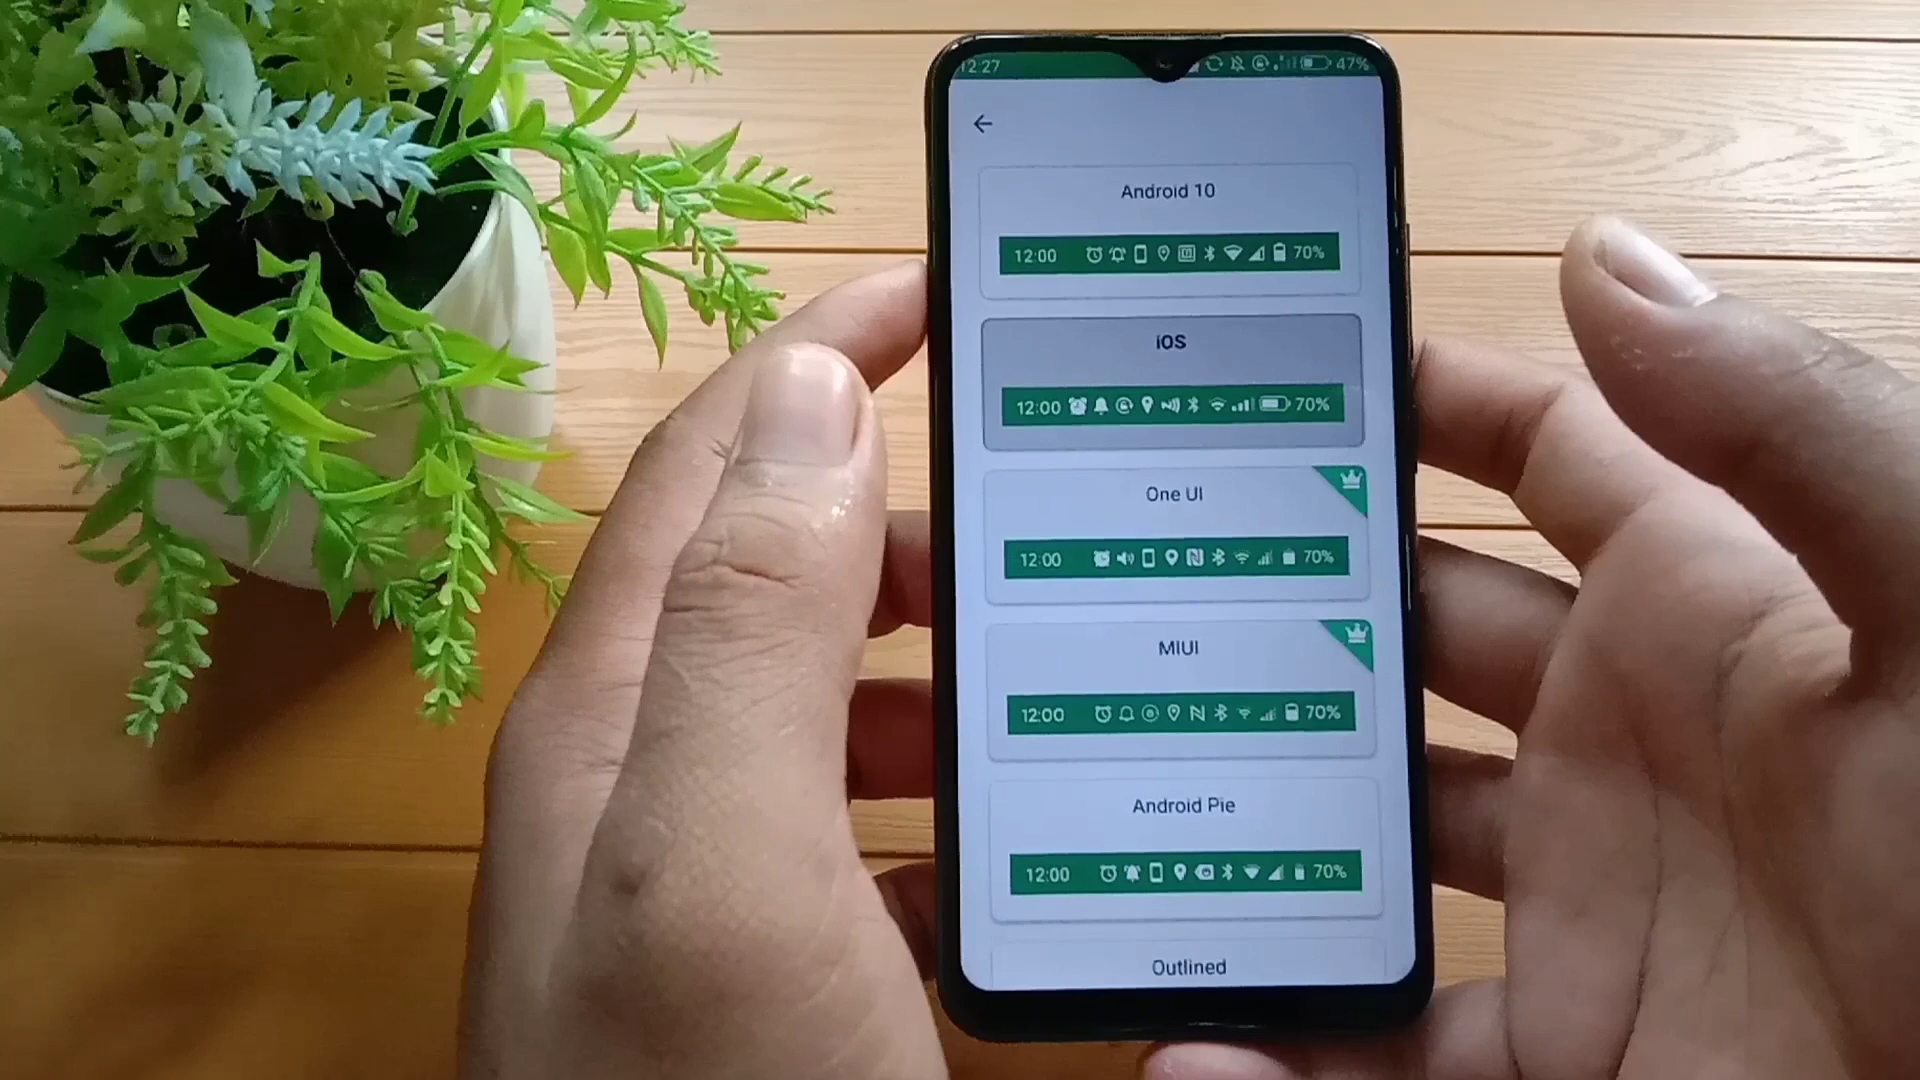 12:27 47%
Android 10
12:00 70%
iOS
12:00 70%
One UI
12:00 70%
MIUI
12:00 70%
Android Pie
12:00 70%
Outlined